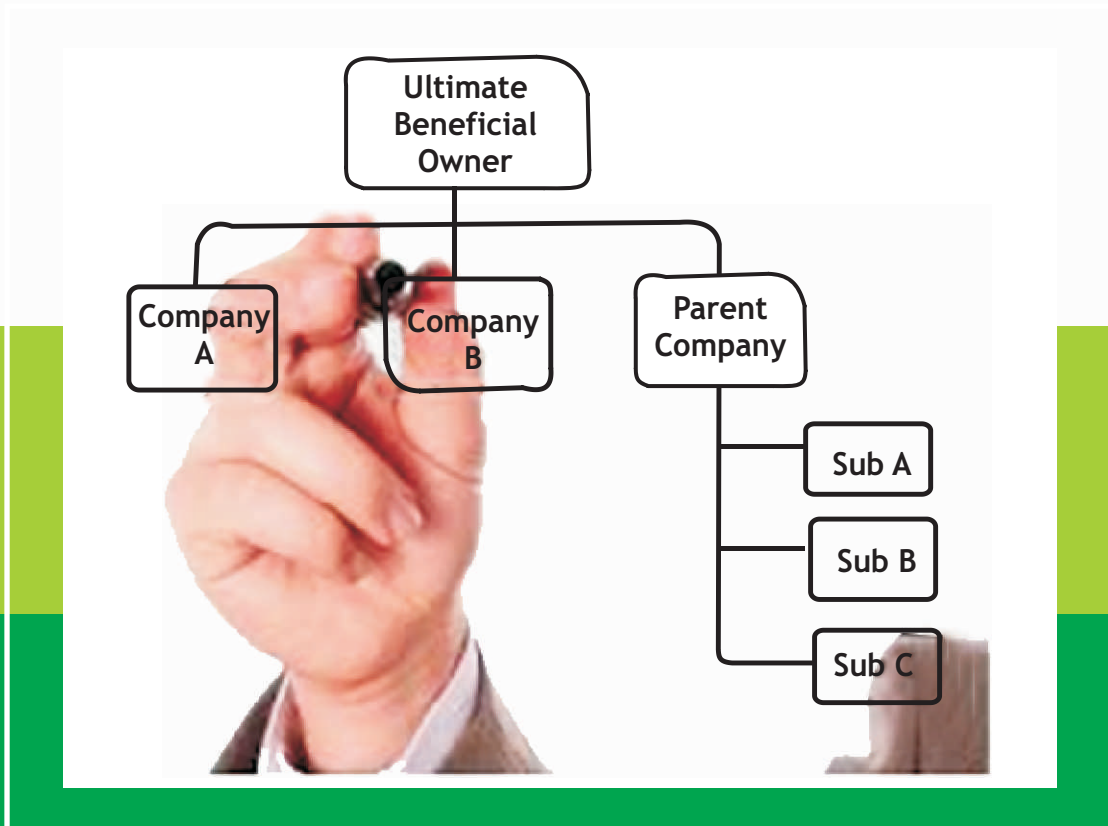 Ultimate
Beneficial
Owner
Company
A
Company
B
Parent
Company
Sub A
Sub B
Sub C